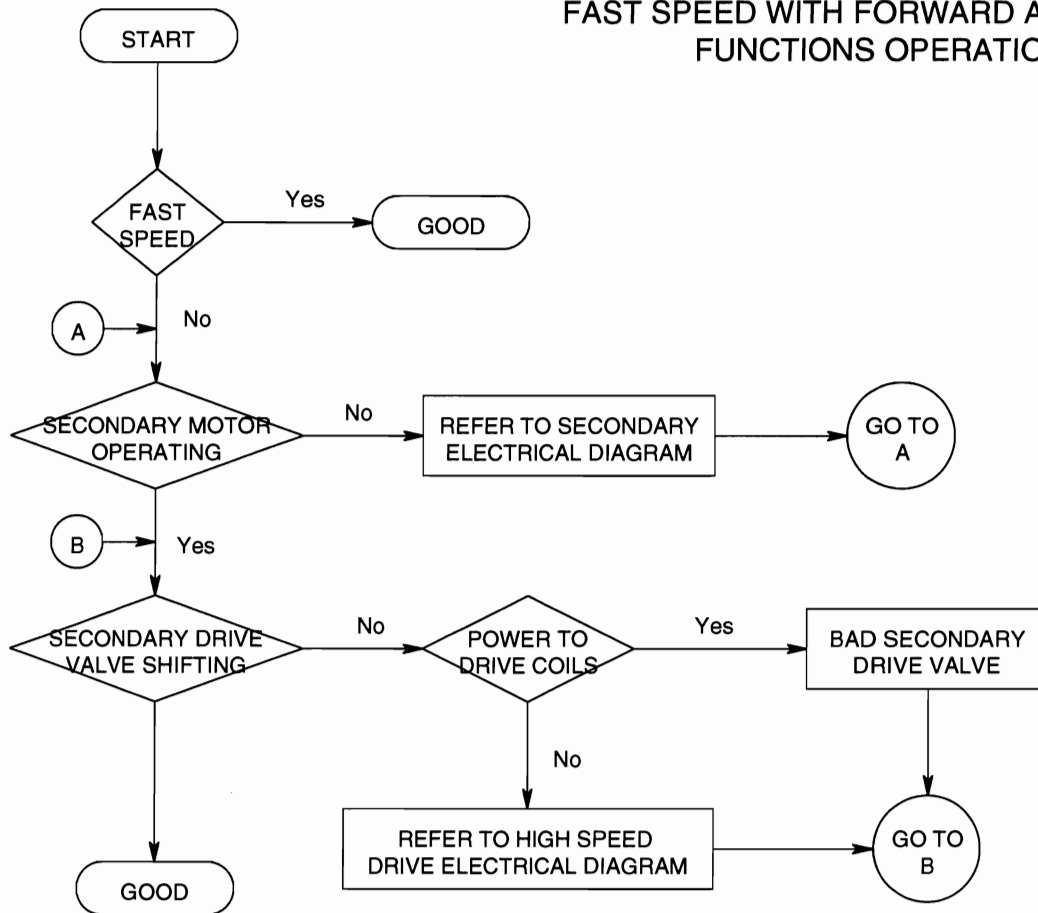 FAST SPEED WITH FORWARD A
FUNCTIONS OPERATIO
START
FAST
SPEED
Yes
GOOD
A
No
SECONDARY MOTOR
OPERATING
No
REFER TO SECONDARY
ELECTRICAL DIAGRAM
GO TO
A
B
Yes
SECONDARY DRIVE
VALVE SHIFTING
No
POWER TO
DRIVE COILS
Yes
BAD SECONDARY
DRIVE VALVE
No
REFER TO HIGH SPEED
DRIVE ELECTRICAL DIAGRAM
GO TO
B
GOOD